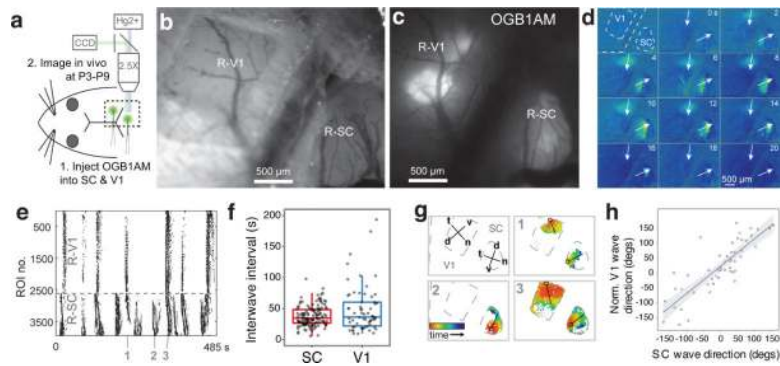 a
Hg2+
CCD
2.5X
2. Image in vivo
at P3-P9
1. Inject OGB1AM
into SC & V1
b
R-V1
R-SC
500 µm
c
OGB1AM
R-V1
R-SC
500 µm
d
V1
SC
0 s
2
4
6
8
10
12
14
16
18
20
500 µm
e
ROI no.
500
1500
2500
3500
R-V1
R-SC
485 s
1
2
3
f
Interwave interval (s)
200
150
100
50
0
SC
V1
g
t
v
d
n
SC
V1
t
d
v
n
1
2
time
3
h
Norm. V1 wave
direction (degs)
150
100
50
0
-50
-100
-150
-150
-100
-50
0
50
100
150
SC wave direction (degs)